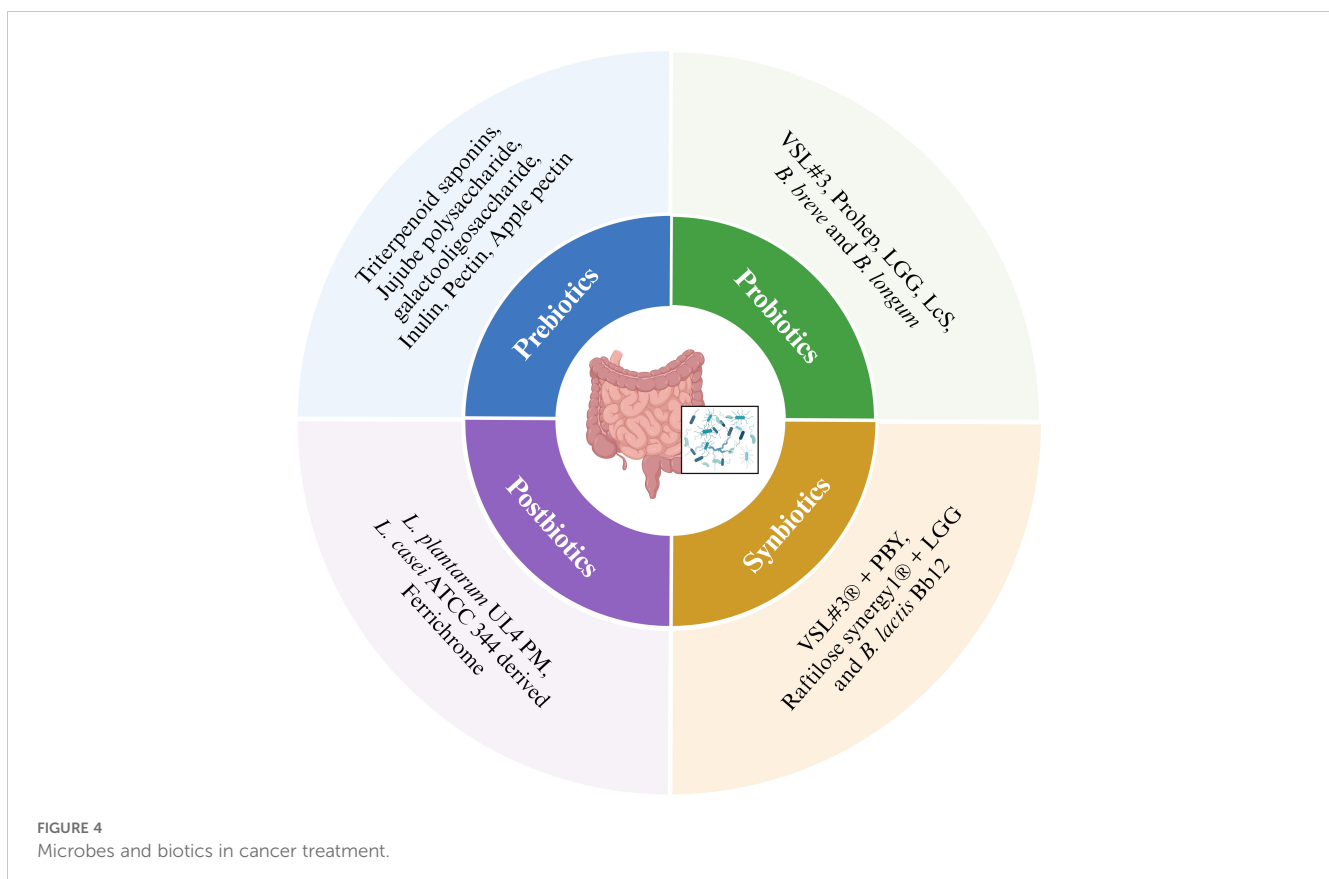 Triterpenoid saponins,
Jujube polysaccharide,
galactooligosaccharide,
Inulin, Pectin, Apple pectin
Prebiotics
VSL#3, Prohep, LGG, LcS,
B. breve and B. longum
Probiotics
Postbiotics
L. plantarum UL4 PM,
L. casei ATCC 344 derived
Ferrichrome
Synbiotics
VSL#3® + PBY,
Raftilose synergy1® + LGG
and B. lactis Bb12
FIGURE 4
Microbes and biotics in cancer treatment.